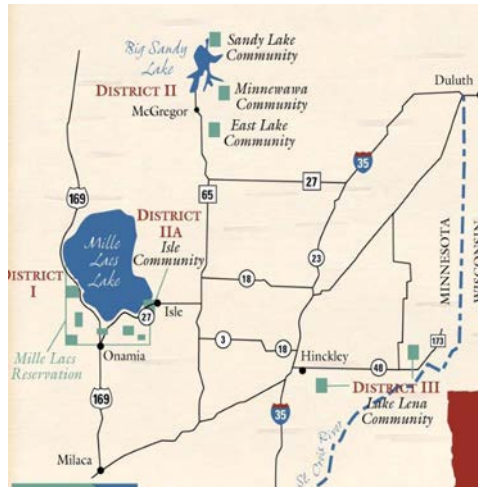 Big Sandy
Lake
Sandy Lake
Community
DISTRICT II
Minnewawa
Community
McGregor
East Lake
Community
Duluth
35
169
65
27
DISTRICT
IIA
Isle
Community
Mille
Lacs
Lake
DISTRICT
I
23
18
MINNESOTA
WISCONSIN
27
Isle
Mille Lacs
Reservation
Onamia
3
18
Hinckley
48
173
DISTRICT III
Lake Lena
Community
169
35
St. Croix River
Milaca